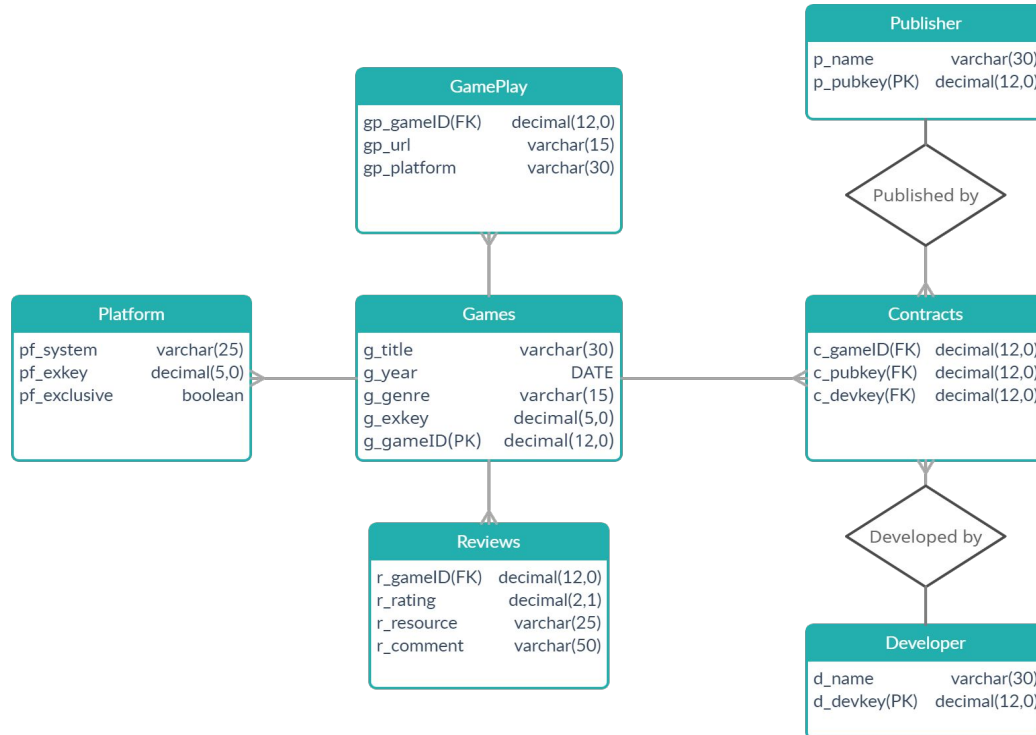 Publisher
p_name varchar(30)
p_pubkey(PK) decimal(12,0)
GamePlay
gp_gameID(FK) decimal(12,0)
gp_url varchar(15)
gp_platform varchar(30)
Published by
Platform
pf_system varchar(25)
pf_exkey decimal(5,0)
pf_exclusive boolean
Games
g_title varchar(30)
g_year DATE
g_genre varchar(15)
g_exkey decimal(5,0)
g_gameID(PK) decimal(12,0)
Contracts
c_gameID(FK) decimal(12,0)
c_pubkey(FK) decimal(12,0)
c_devkey(FK) decimal(12,0)
Reviews
r_gameID(FK) decimal(12,0)
r_rating decimal(2,1)
r_resource varchar(25)
r_comment varchar(50)
Developed by
Developer
d_name varchar(30)
d_devkey(PK) decimal(12,0)